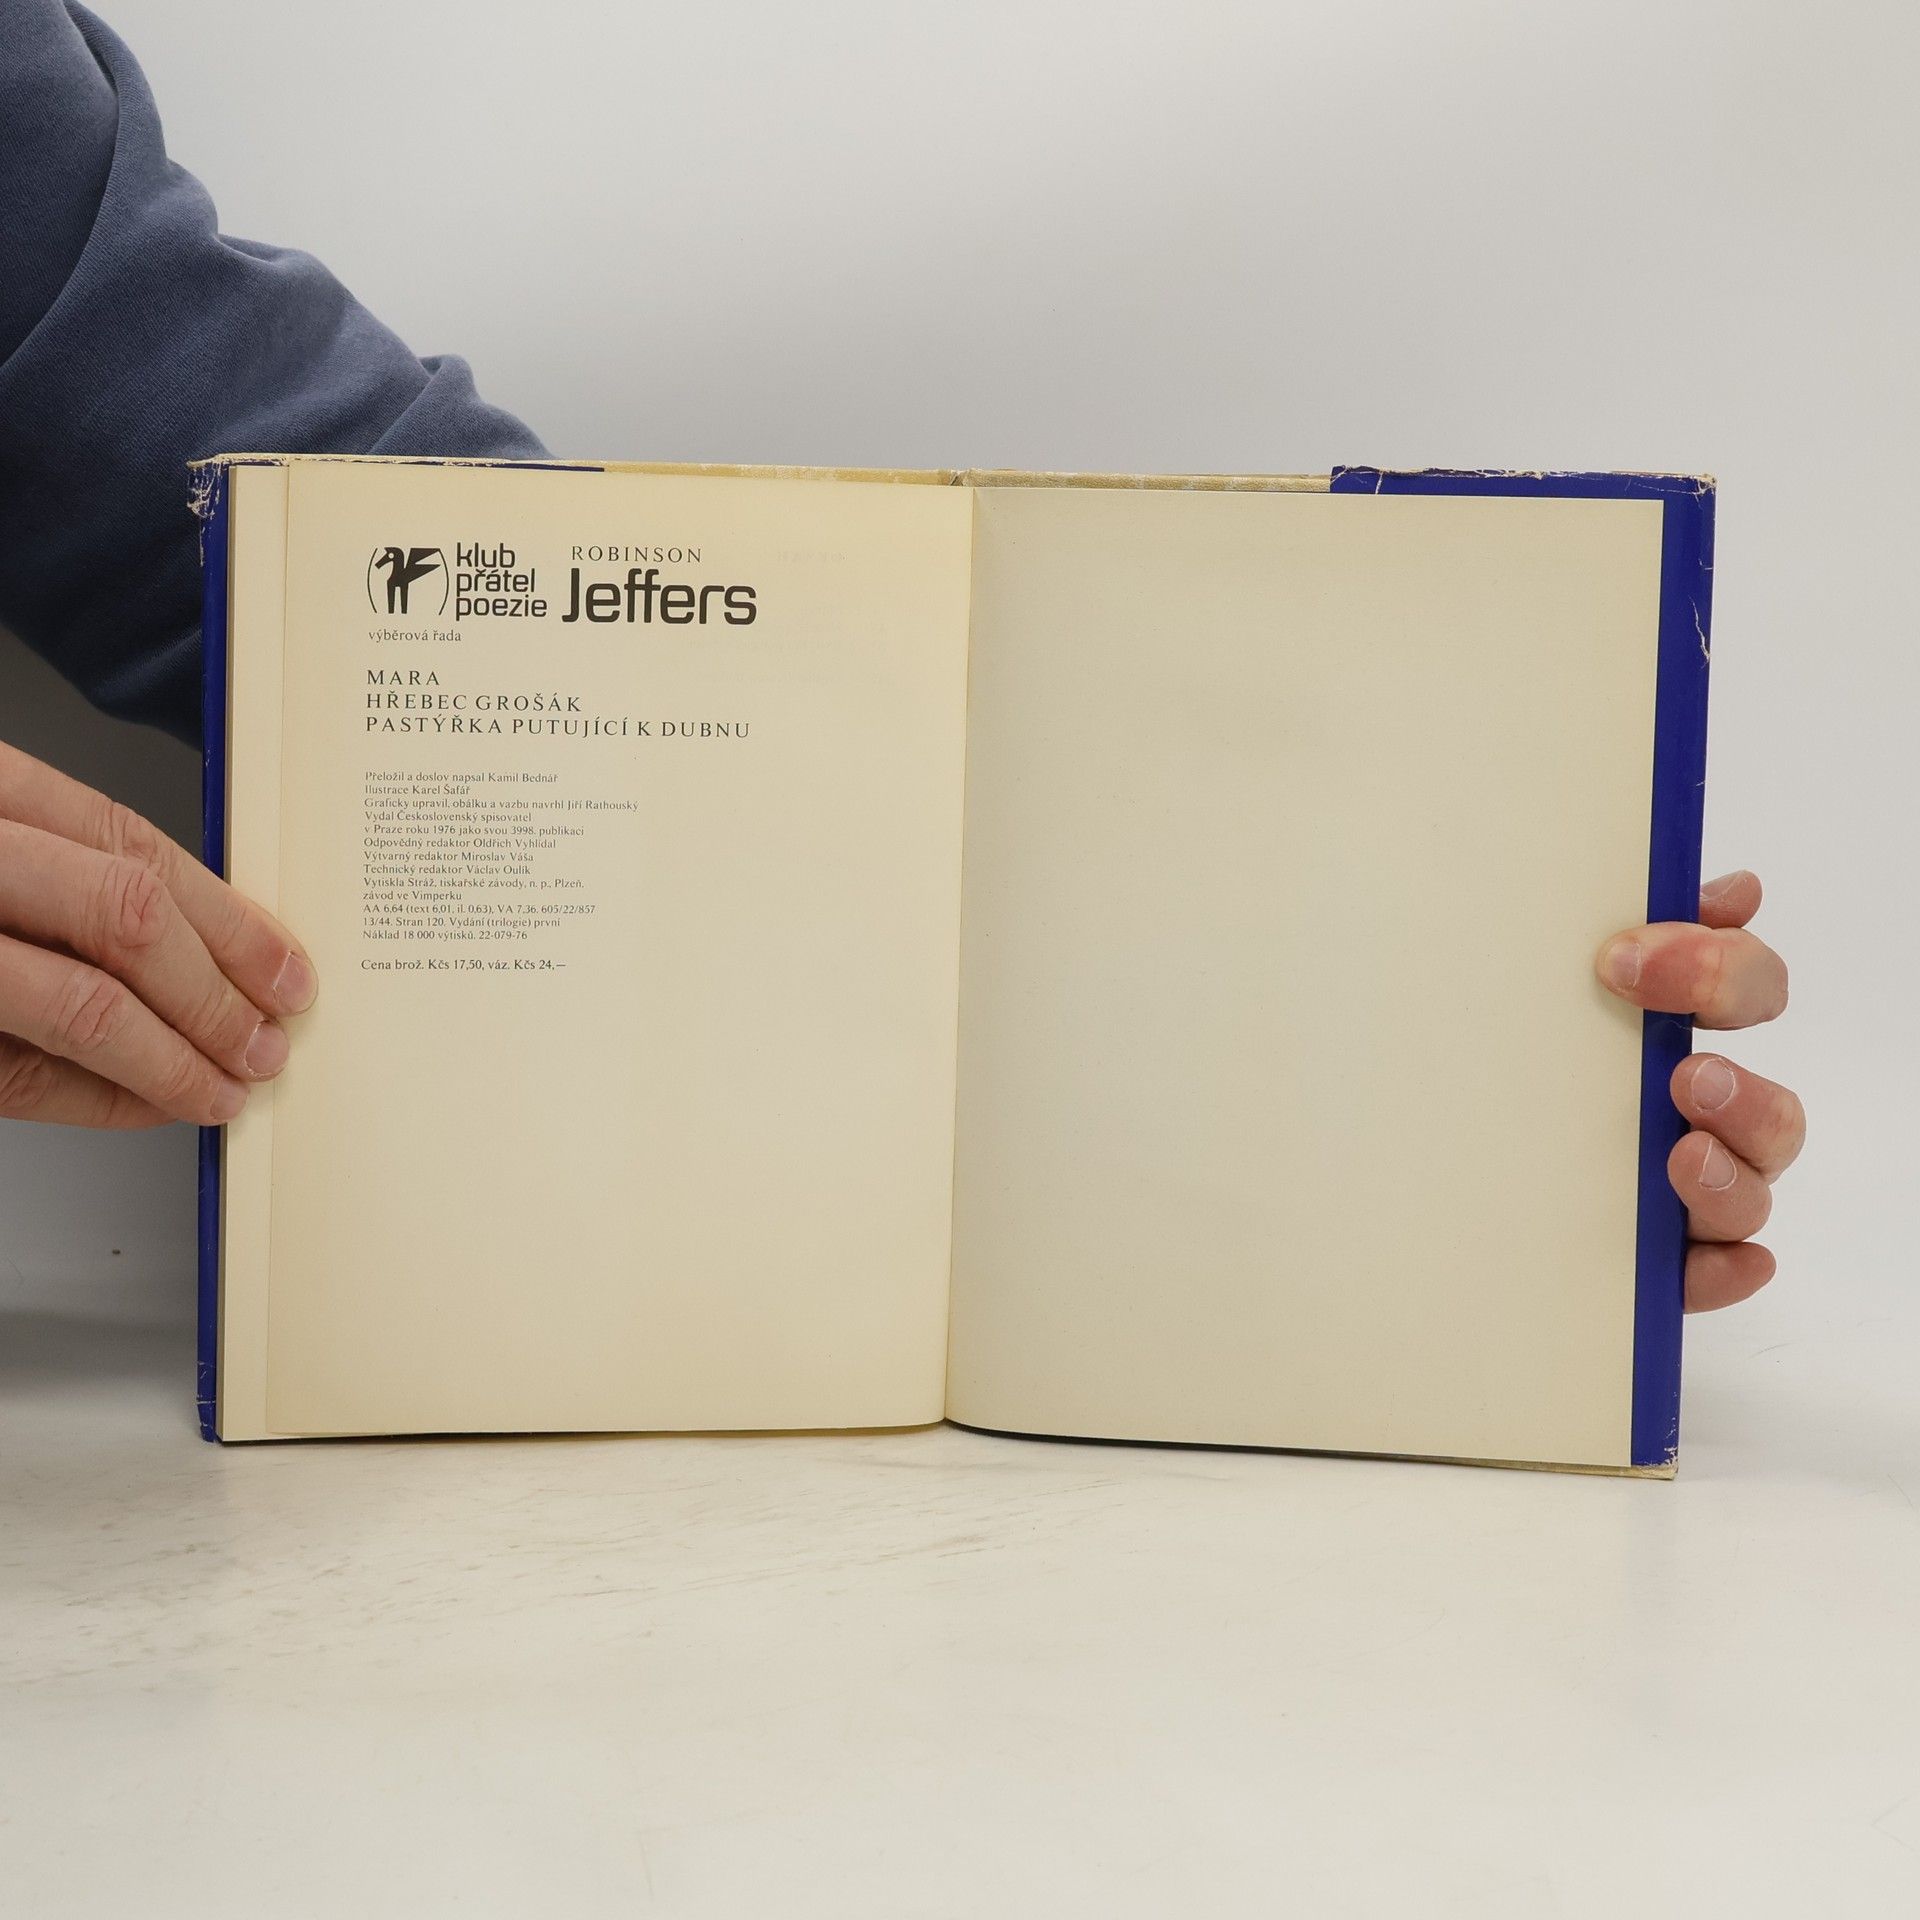 klub
přátel
poezie
výběrová řada
ROBINSON
Jeffers
MARA
HŘEBEC GROŠÁK
PASTÝŘKA PUTUJÍCÍ K DUBNU
Přeložil a doslov napsal Kamil Bednář
Ilustrace Karel Šafář
Graficky upravil, obálku a vazbu navrhl Jiří Rathouský
Vydal Československý spisovatel
v Praze roku 1976 jako svou 3998. publikaci
Odpovědný redaktor Oldřich Vyhlídal
Výtvarný redaktor Miroslav Váša
Technický redaktor Václav Oulík
Vytiskla Stráž, tiskařské závody, n. p., Plzeň,
závod ve Vimperku
AA 6,64 (text 6,01, il. 0,63), VA 7,36. 605/22/857
13/44. Stran 120. Vydání (trilogie) první
Náklad 18 000 výtisků. 22-079-76
Cena brož. Kčs 17,50, váz. Kčs 24,—